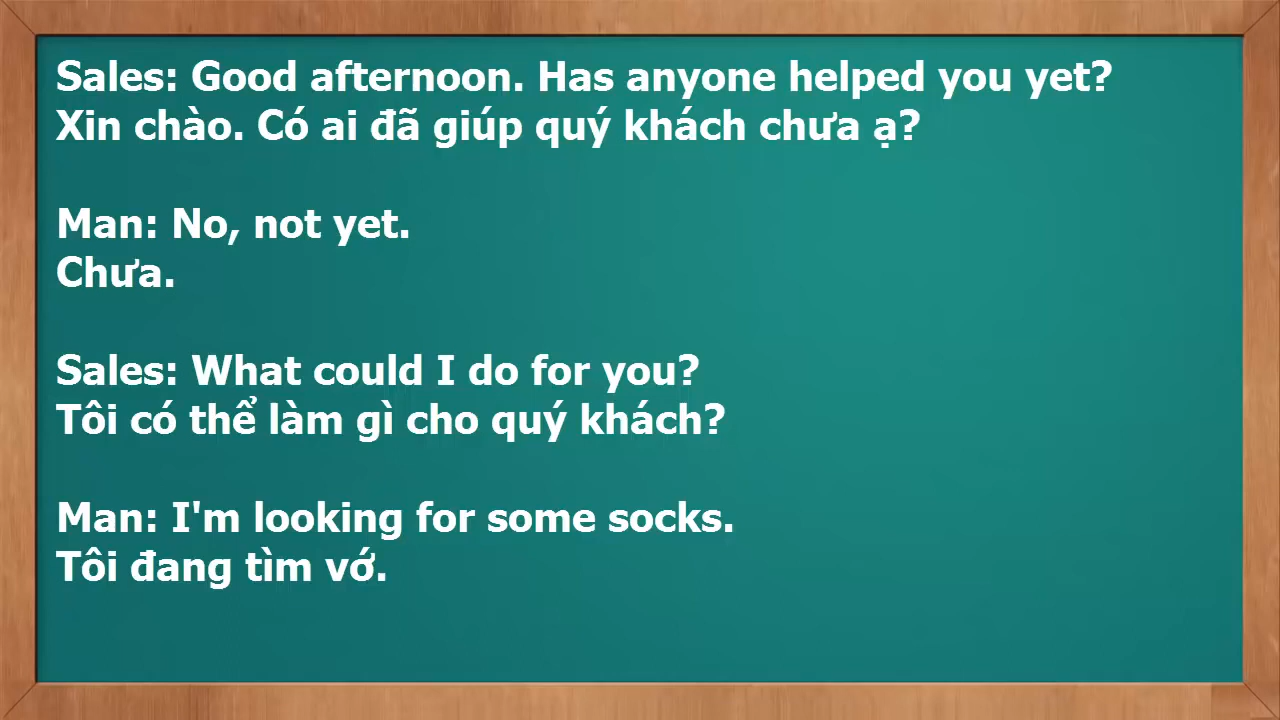 Sales: Good afternoon. Has anyone helped you yet?
Xin chào. Có ai đã giúp quý khách chưa ạ?
Man: No, not yet.
Chưa.
Sales: What could I do for you?
Tôi có thể làm gì cho quý khách?
Man: I'm looking for some socks.
Tôi đang tìm vớ.